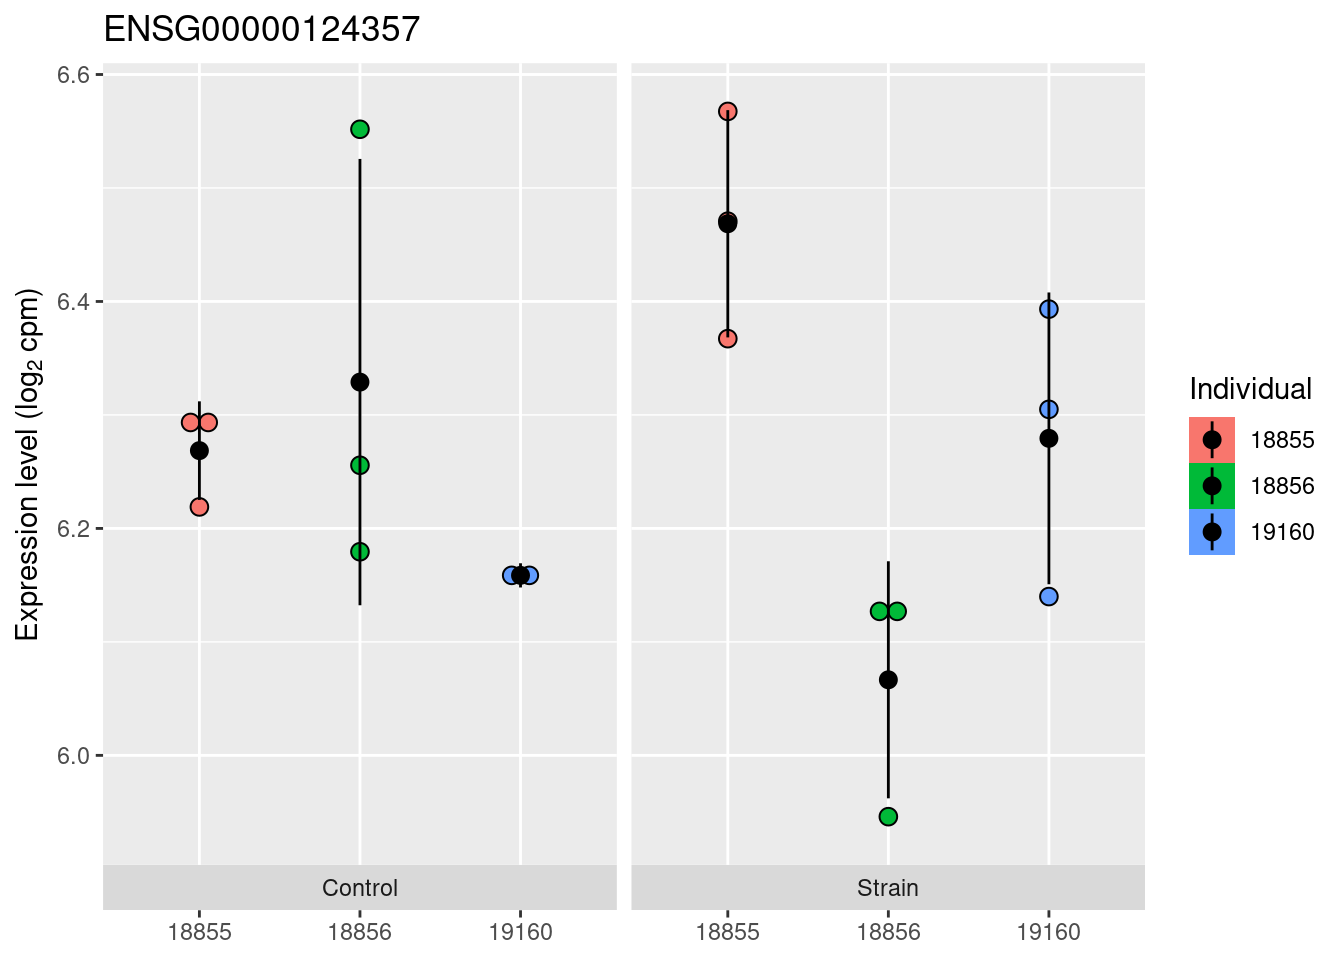 ENSG00000124357
6.6
6.4
6.2
6.0
Expression level (log₂ cpm)
Control
Strain
18855 18856 19160
18855 18856 19160
Individual
18855
18856
19160